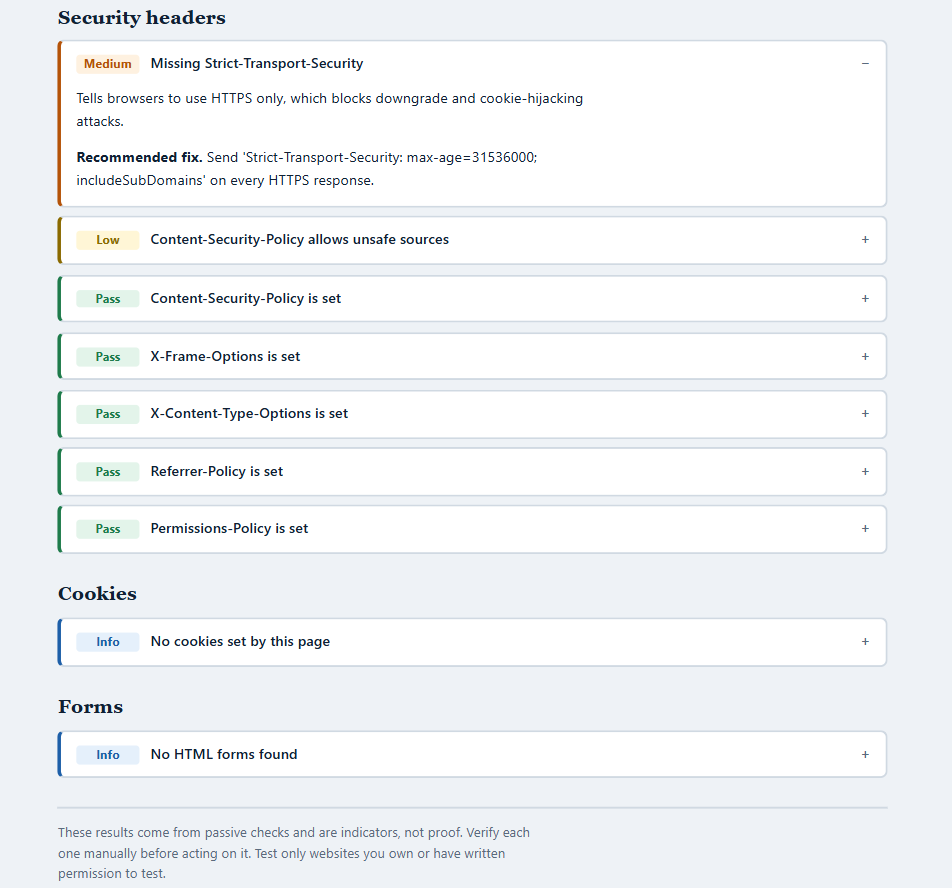 Security headers
Medium Missing Strict-Transport-Security −
Tells browsers to use HTTPS only, which blocks downgrade and cookie-hijacking
attacks.
Recommended fix. Send 'Strict-Transport-Security: max-age=31536000;
includeSubDomains' on every HTTPS response.
Low Content-Security-Policy allows unsafe sources +
Pass Content-Security-Policy is set +
Pass X-Frame-Options is set +
Pass X-Content-Type-Options is set +
Pass Referrer-Policy is set +
Pass Permissions-Policy is set +
Cookies
Info No cookies set by this page +
Forms
Info No HTML forms found +
These results come from passive checks and are indicators, not proof. Verify each
one manually before acting on it. Test only websites you own or have written
permission to test.